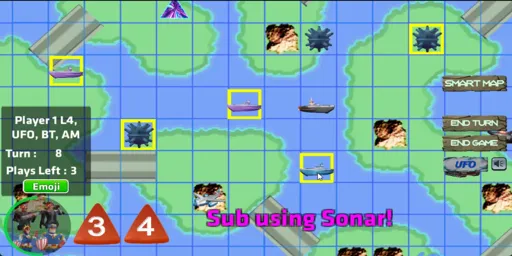 SMART MAP
Player 1 L4,
UFO, BT, AM
Turn : 8
Plays Left : 3
Emoji
END TURN
END GAME
UFO
3 4
Sub using Sonar!